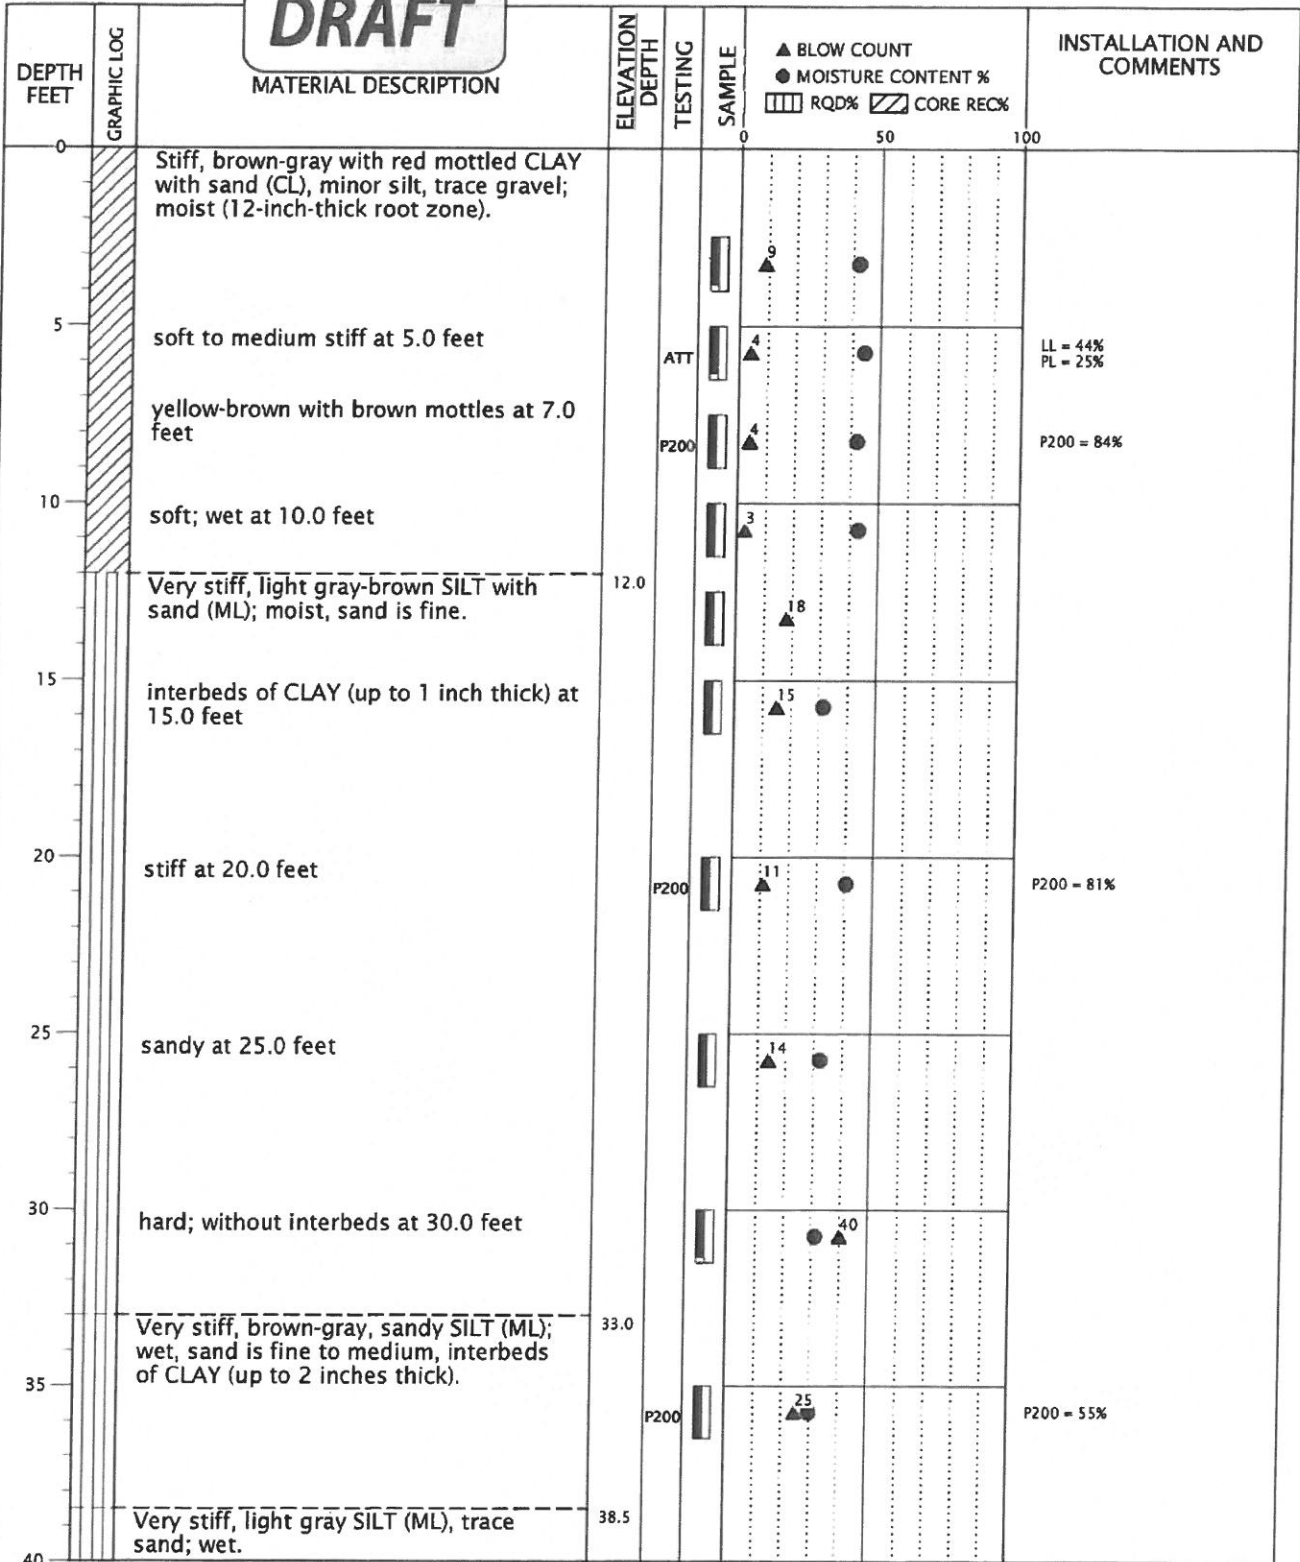 DRAFT
DEPTH
FEET
GRAPHIC LOG
MATERIAL DESCRIPTION
ELEVATION
DEPTH
TESTING
SAMPLE
▲ BLOW COUNT
● MOISTURE CONTENT %
RQD% CORE REC%
INSTALLATION AND
COMMENTS
0 50 100
0
Stiff, brown-gray with red mottled CLAY
with sand (CL), minor silt, trace gravel;
moist (12-inch-thick root zone).
9
5
soft to medium stiff at 5.0 feet
ATT
4
LL = 44%
PL = 25%
yellow-brown with brown mottles at 7.0
feet
P200
4
P200 = 84%
10
soft; wet at 10.0 feet
3
Very stiff, light gray-brown SILT with
sand (ML); moist, sand is fine.
12.0
18
15
interbeds of CLAY (up to 1 inch thick) at
15.0 feet
15
20
stiff at 20.0 feet
P200
11
P200 = 81%
25
sandy at 25.0 feet
14
30
hard; without interbeds at 30.0 feet
40
Very stiff, brown-gray, sandy SILT (ML);
wet, sand is fine to medium, interbeds
of CLAY (up to 2 inches thick).
33.0
35
P200
25
P200 = 55%
Very stiff, light gray SILT (ML), trace
sand; wet.
38.5
40